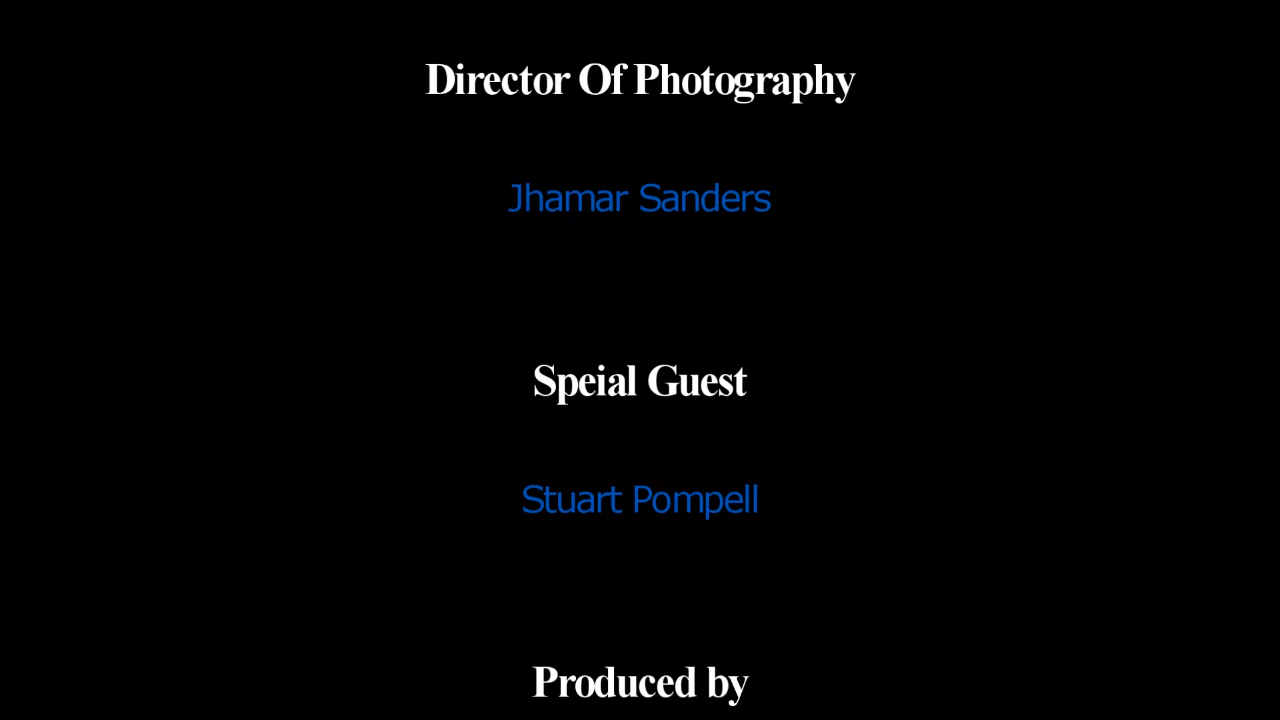 Director Of Photography
Jhamar Sanders
Speial Guest
Stuart Pompell
Produced by